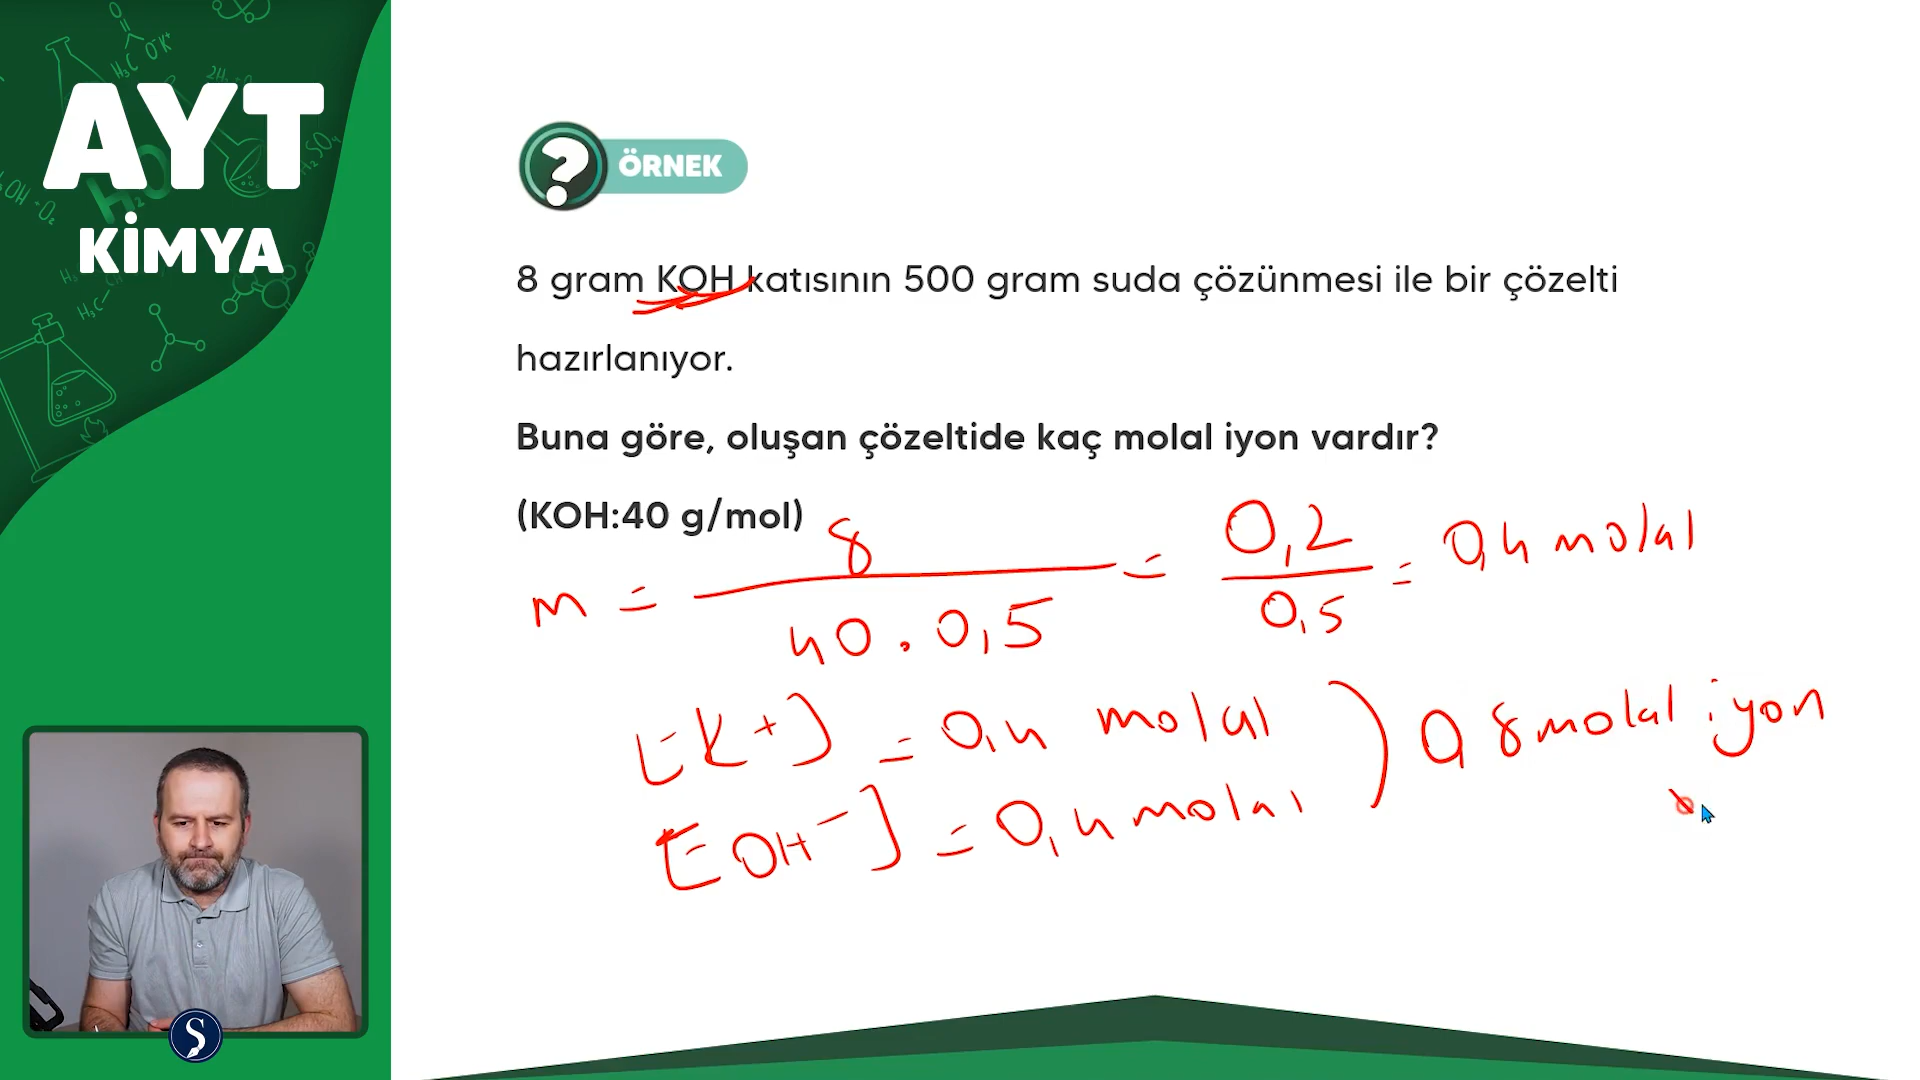 AYT
KİMYA
? ÖRNEK
8 gram KOH katısının 500 gram suda çözünmesi ile bir çözelti
hazırlanıyor.
Buna göre, oluşan çözeltide kaç molal iyon vardır?
(KOH:40 g/mol)
m = 8 / 40 . 0,5 = 0,2 / 0,5 = 0,4 molal
[K+] = 0,4 molal
[OH-] = 0,4 molal
) 0,8 molal iyon